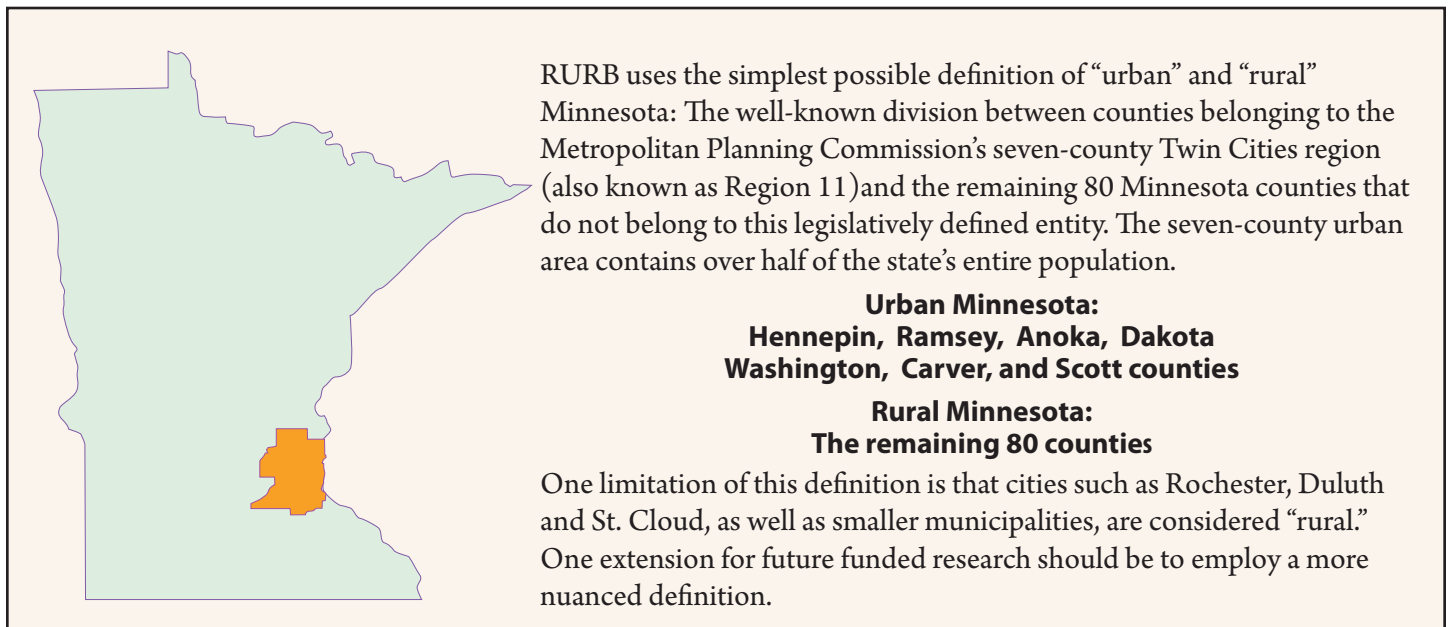 RURB uses the simplest possible definition of “urban” and “rural”
Minnesota: The well-known division between counties belonging to the
Metropolitan Planning Commission’s seven-county Twin Cities region
(also known as Region 11)and the remaining 80 Minnesota counties that
do not belong to this legislatively defined entity. The seven-county urban
area contains over half of the state’s entire population.
Urban Minnesota:
Hennepin, Ramsey, Anoka, Dakota
Washington, Carver, and Scott counties
Rural Minnesota:
The remaining 80 counties
One limitation of this definition is that cities such as Rochester, Duluth
and St. Cloud, as well as smaller municipalities, are considered “rural.”
One extension for future funded research should be to employ a more
nuanced definition.